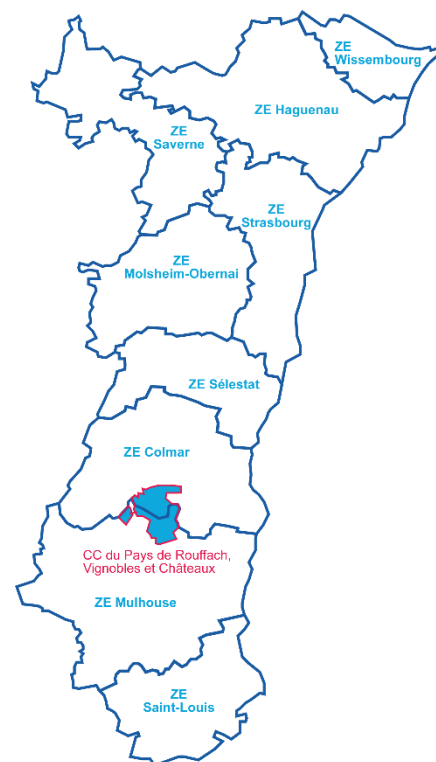 ZE
Wissembourg
ZE Haguenau
ZE
Saverne
ZE
Strasbourg
ZE
Molsheim-Obernai
ZE Sélestat
ZE Colmar
CC du Pays de Rouffach,
Vignobles et Châteaux
ZE Mulhouse
ZE
Saint-Louis